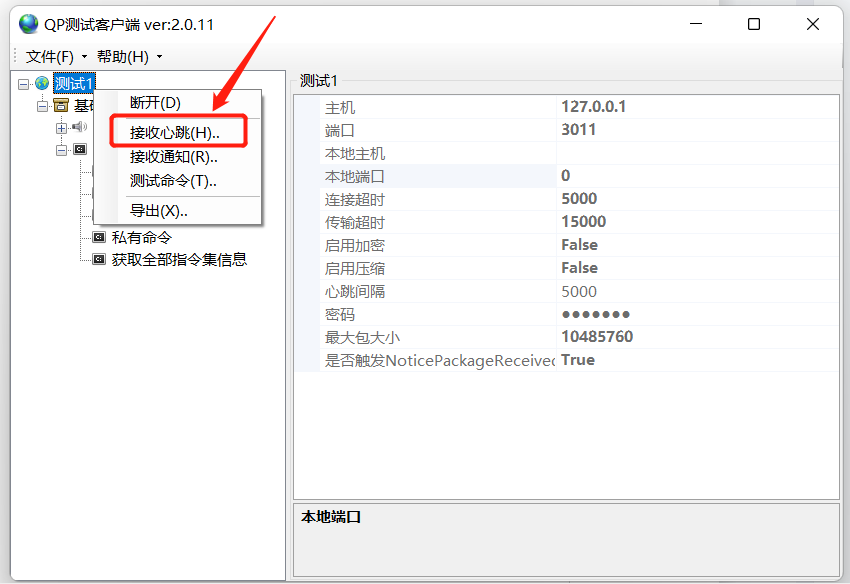 QP测试客户端 ver:2.0.11
文件(F) 帮助(H)
测试1
断开(D)
接收心跳(H)..
接收通知(R)..
测试命令(T)..
导出(X)..
私有命令
获取全部指令集信息
测试1
主机 127.0.0.1
端口 3011
本地主机
本地端口 0
连接超时 5000
传输超时 15000
启用加密 False
启用压缩 False
心跳间隔 5000
密码 ●●●●●●●
最大包大小 10485760
是否触发NoticePackageReceived True
本地端口